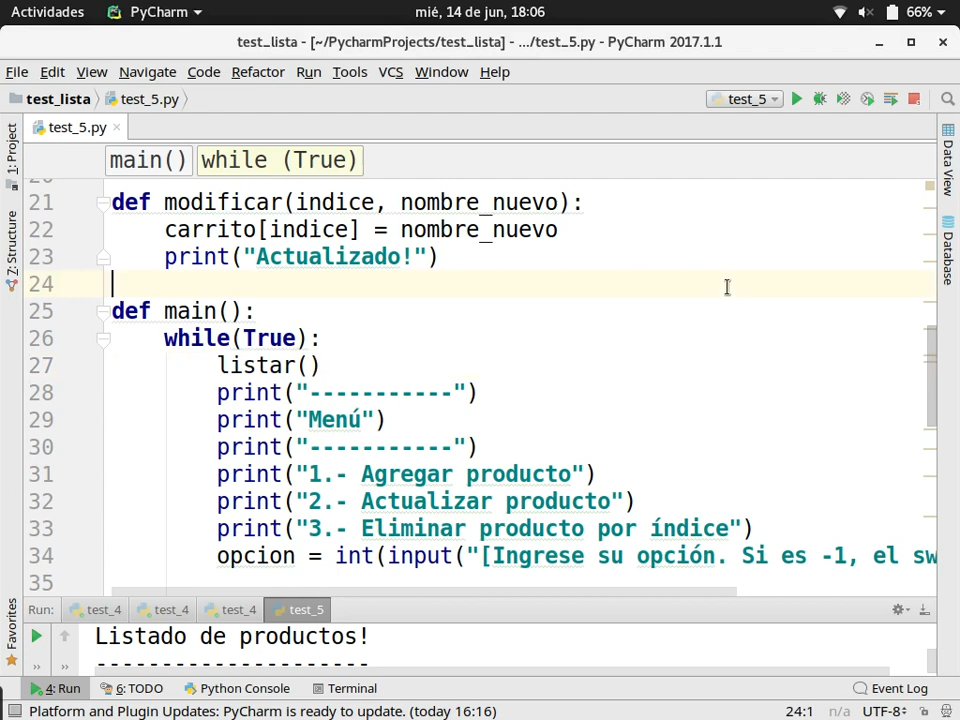 Actividades PyCharm mié, 14 de jun, 18:06 66%
test_lista - [~/PycharmProjects/test_lista] - .../test_5.py - PyCharm 2017.1.1
File Edit View Navigate Code Refactor Run Tools VCS Window Help
test_lista test_5.py test_5
1: Project
7: Structure
Favorites
Data View
Database
test_5.py
main() while (True)
21 def modificar(indice, nombre_nuevo):
22 carrito[indice] = nombre_nuevo
23 print("Actualizado!")
24
25 def main():
26 while(True):
27 listar()
28 print("-----------")
29 print("Menú")
30 print("-----------")
31 print("1.- Agregar producto")
32 print("2.- Actualizar producto")
33 print("3.- Eliminar producto por índice")
34 opcion = int(input("[Ingrese su opción. Si es -1, el sw
35
Run: test_4 test_4 test_4 test_5
Listado de productos!
---------------------
4: Run 6: TODO Python Console Terminal Event Log
Platform and Plugin Updates: PyCharm is ready to update. (today 16:16) 24:1 n/a UTF-8